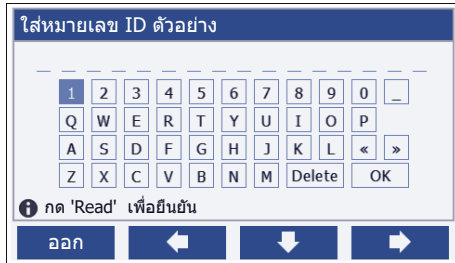 ใส่หมายเลข ID ตัวอย่าง
_ _ _ _ _ _ _ _ _ _ _ _ _ _
1 2 3 4 5 6 7 8 9 0 _
Q W E R T Y U I O P
A S D F G H J K L « »
Z X C V B N M Delete OK
กด 'Read' เพื่อยืนยัน
ออก